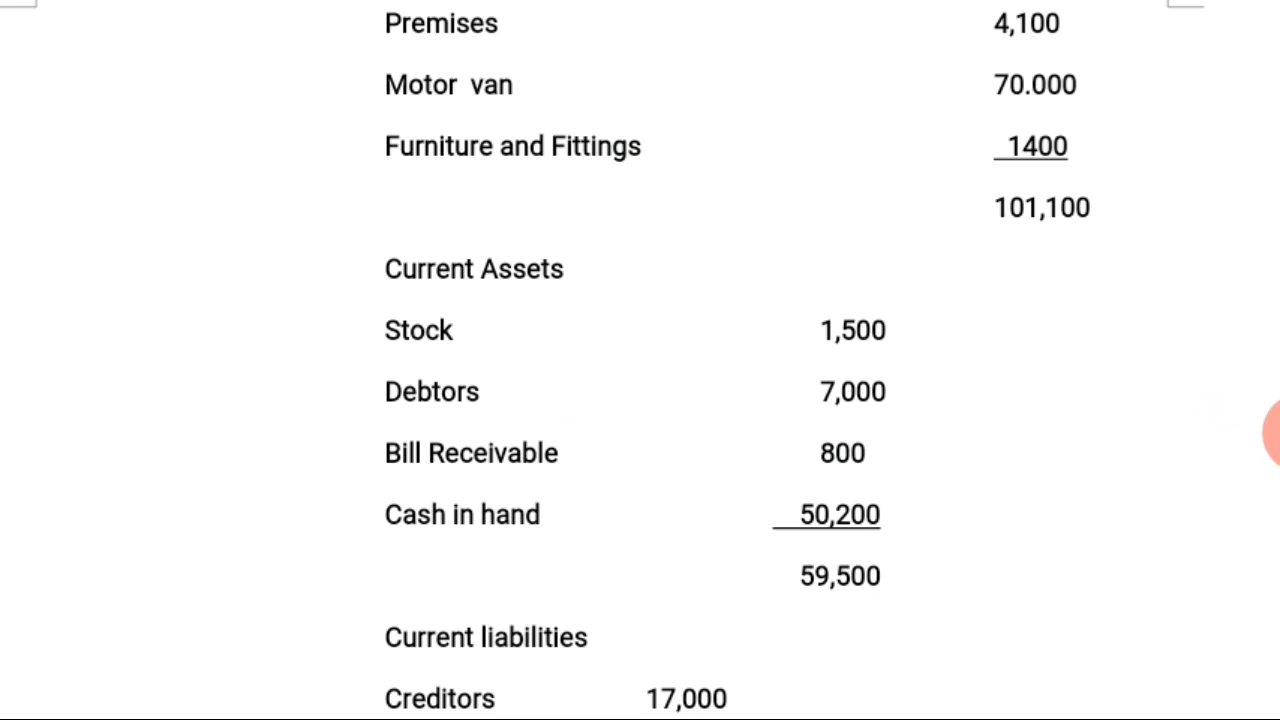 Premises 4,100
Motor van 70.000
Furniture and Fittings 1400
101,100
Current Assets
Stock 1,500
Debtors 7,000
Bill Receivable 800
Cash in hand 50,200
59,500
Current liabilities
Creditors 17,000